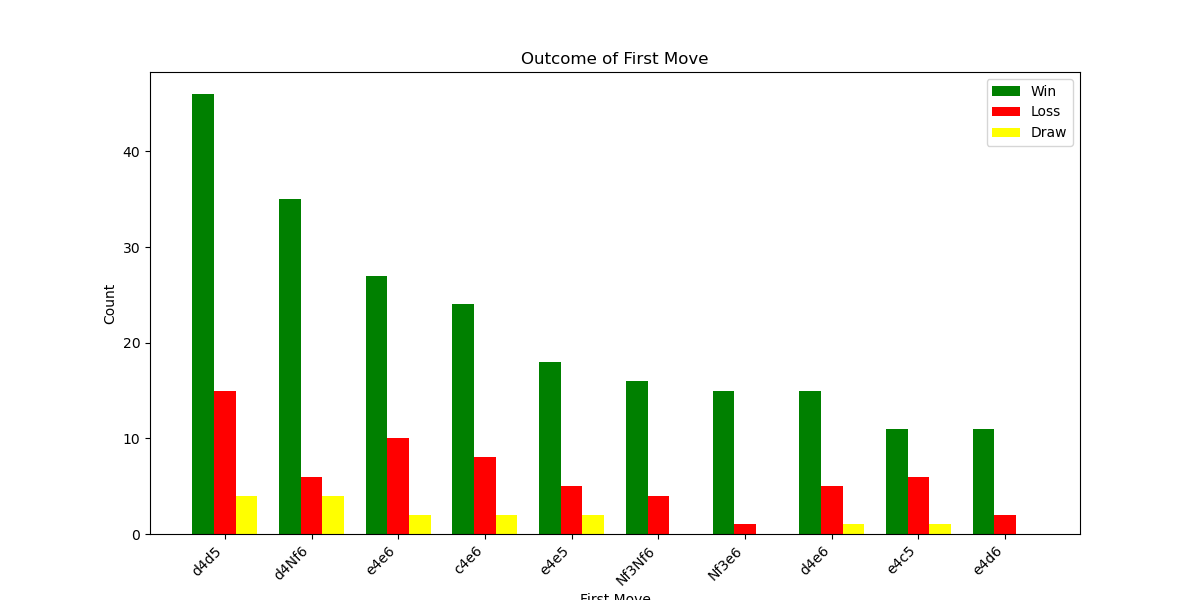 Outcome of First Move
Win
Loss
Draw
Count
40
30
20
10
0
d4d5
d4Nf6
e4e6
c4e6
e4e5
Nf3Nf6
Nf3e6
d4e6
e4c5
e4d6
First Move